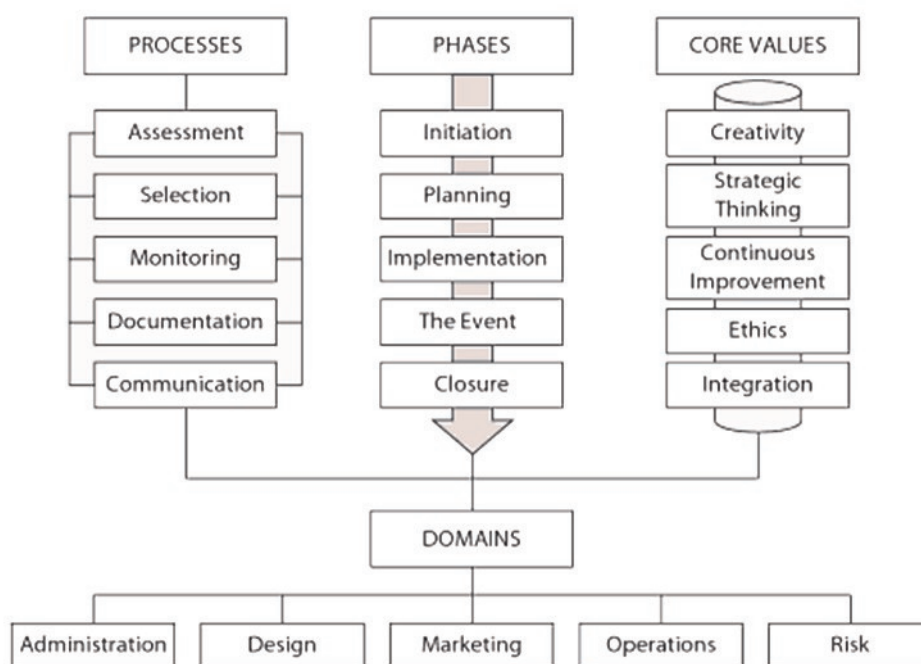 PROCESSES
PHASES
CORE VALUES
Assessment
Initiation
Creativity
Selection
Planning
Strategic
Thinking
Monitoring
Implementation
Continuous
Improvement
Documentation
The Event
Ethics
Communication
Closure
Integration
DOMAINS
Administration
Design
Marketing
Operations
Risk